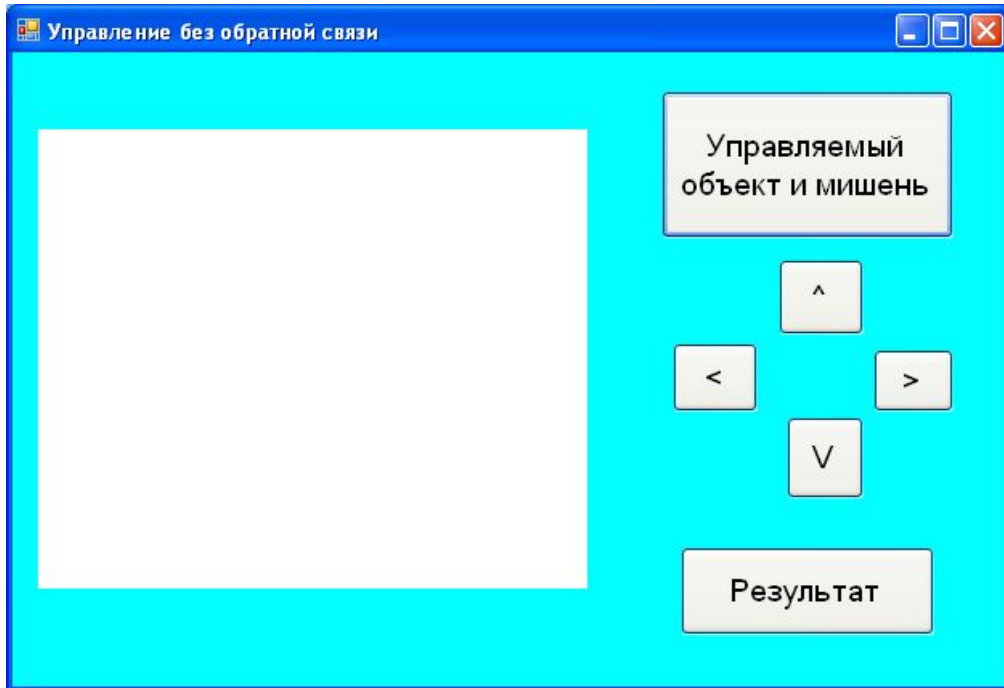 Управление без обратной связи
Управляемый
объект и мишень
^
<
>
V
Результат